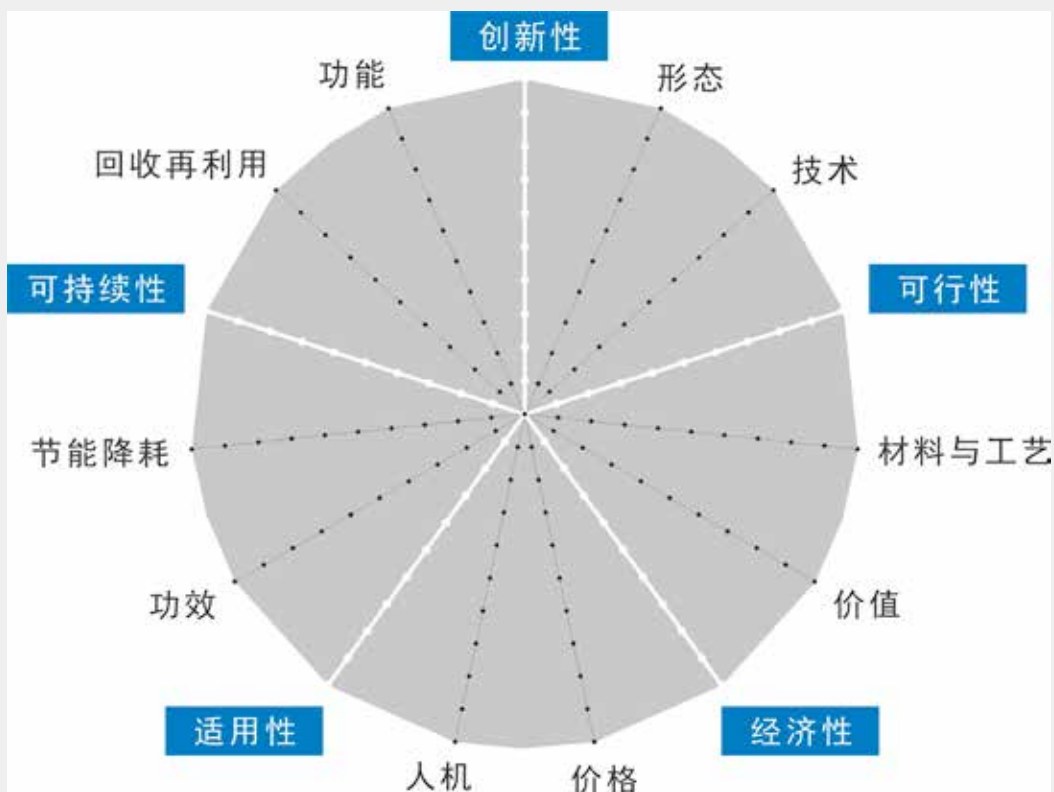 创新性
功能
形态
回收再利用
技术
可持续性
可行性
节能降耗
材料与工艺
功效
价值
适用性
经济性
人机
价格